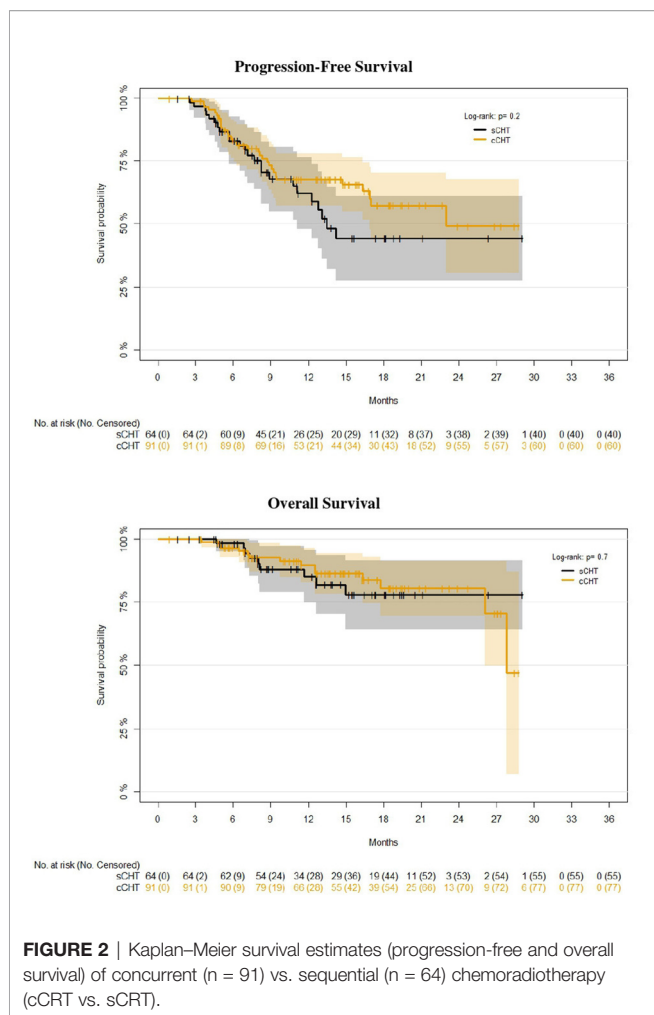 Progression-Free Survival
100 %
75 %
50 %
25 %
0 %
Survival probability
Log-rank: p= 0.2
sCHT
cCHT
0 3 6 9 12 15 18 21 24 27 30 33 36
Months
No. at risk (No. Censored)
sCHT 64 (0) 64 (2) 60 (9) 45 (21) 26 (25) 20 (29) 11 (32) 8 (37) 3 (38) 2 (39) 1 (40) 0 (40) 0 (40)
cCHT 91 (0) 91 (1) 89 (8) 69 (16) 53 (21) 44 (34) 30 (43) 18 (52) 9 (55) 5 (57) 3 (60) 0 (60) 0 (60)
Overall Survival
100 %
75 %
50 %
25 %
0 %
Survival probability
Log-rank: p= 0.7
sCHT
cCHT
0 3 6 9 12 15 18 21 24 27 30 33 36
Months
No. at risk (No. Censored)
sCHT 64 (0) 64 (2) 62 (9) 54 (24) 34 (28) 29 (36) 19 (44) 11 (52) 3 (53) 2 (54) 1 (55) 0 (55) 0 (55)
cCHT 91 (0) 91 (1) 90 (9) 79 (19) 66 (28) 55 (42) 39 (54) 25 (66) 13 (70) 9 (72) 6 (77) 0 (77) 0 (77)
FIGURE 2 | Kaplan–Meier survival estimates (progression-free and overall
survival) of concurrent (n = 91) vs. sequential (n = 64) chemoradiotherapy
(cCRT vs. sCRT).